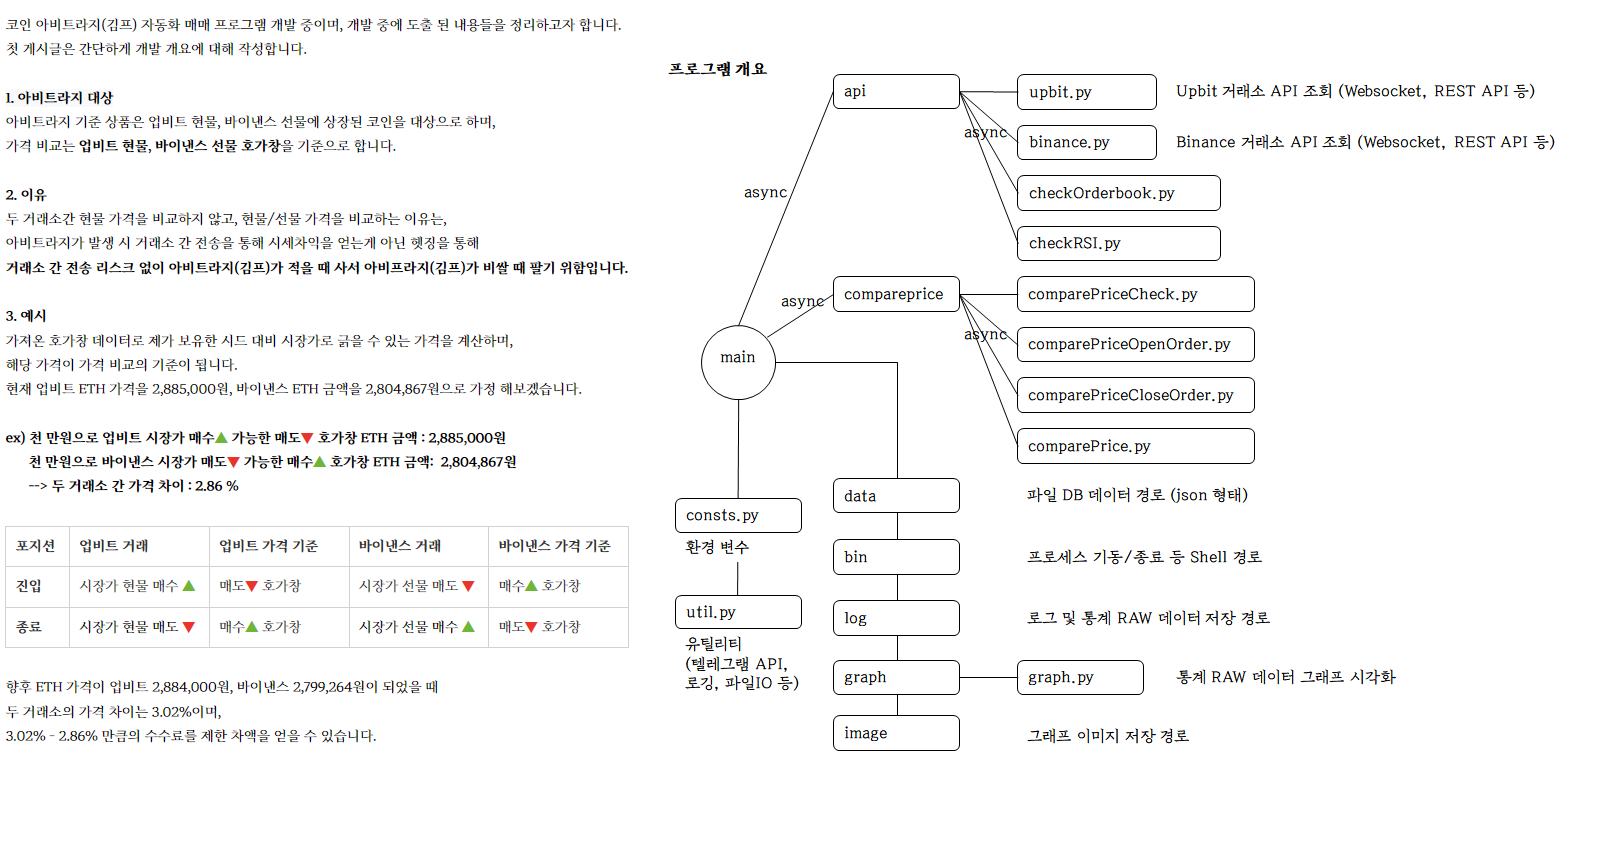 코인 아비트라지(김프) 자동화 매매 프로그램 개발 중이며, 개발 중에 도출 된 내용들을 정리하고자 합니다.
첫 게시글은 간단하게 개발 개요에 대해 작성합니다.
1. 아비트라지 대상
아비트라지 기준 상품은 업비트 현물, 바이낸스 선물에 상장된 코인을 대상으로 하며,
가격 비교는 업비트 현물, 바이낸스 선물 호가창을 기준으로 합니다.
2. 이유
두 거래소간 현물 가격을 비교하지 않고, 현물/선물 가격을 비교하는 이유는,
아비트라지가 발생 시 거래소 간 전송을 통해 시세차익을 얻는게 아닌 헷징을 통해
거래소 간 전송 리스크 없이 아비트라지(김프)가 적을 때 사서 아비프라지(김프)가 비쌀 때 팔기 위함입니다.
3. 예시
가져온 호가창 데이터로 제가 보유한 시드 대비 시장가로 긁을 수 있는 가격을 계산하며,
해당 가격이 가격 비교의 기준이 됩니다.
현재 업비트 ETH 가격을 2,885,000원, 바이낸스 ETH 금액을 2,804,867원으로 가정 해보겠습니다.
ex) 천 만원으로 업비트 시장가 매수▲ 가능한 매도▼ 호가창 ETH 금액 : 2,885,000원
천 만원으로 바이낸스 시장가 매도▼ 가능한 매수▲ 호가창 ETH 금액: 2,804,867원
--> 두 거래소 간 가격 차이 : 2.86 %
포지션 업비트 거래 업비트 가격 기준 바이낸스 거래 바이낸스 가격 기준
진입 시장가 현물 매수 ▲ 매도▼ 호가창 시장가 선물 매도 ▼ 매수▲ 호가창
종료 시장가 현물 매도 ▼ 매수▲ 호가창 시장가 선물 매수 ▲ 매도▼ 호가창
향후 ETH 가격이 업비트 2,884,000원, 바이낸스 2,799,264원이 되었을 때
두 거래소의 가격 차이는 3.02%이며,
3.02% - 2.86% 만큼의 수수료를 제한 차액을 얻을 수 있습니다.
프로그램 개요
api
upbit.py
Upbit 거래소 API 조회 (Websocket, REST API 등)
async
binance.py
Binance 거래소 API 조회 (Websocket, REST API 등)
async
checkOrderbook.py
checkRSI.py
async
compareprice
comparePriceCheck.py
async
comparePriceOpenOrder.py
main
comparePriceCloseOrder.py
comparePrice.py
data
파일 DB 데이터 경로 (json 형태)
consts.py
환경 변수
bin
프로세스 기동/종료 등 Shell 경로
util.py
유틸리티
(텔레그램 API,
로깅, 파일IO 등)
log
로그 및 통계 RAW 데이터 저장 경로
graph
graph.py
통계 RAW 데이터 그래프 시각화
image
그래프 이미지 저장 경로